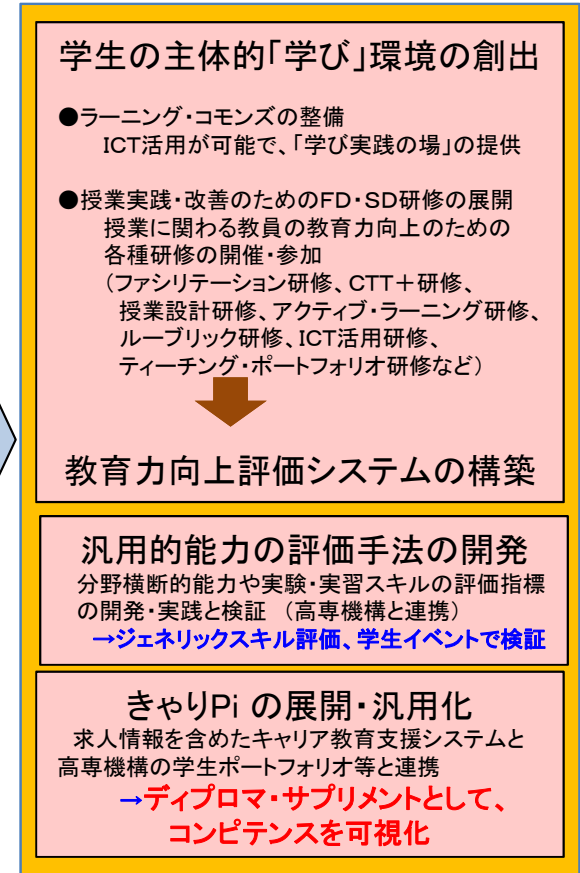 学生の主体的「学び」環境の創出
●ラーニング・コモンズの整備
ICT活用が可能で、「学び実践の場」の提供
●授業実践・改善のためのFD・SD研修の展開
授業に関わる教員の教育力向上のための
各種研修の開催・参加
（ファシリテーション研修、CTT＋研修、
授業設計研修、アクティブ・ラーニング研修、
ルーブリック研修、ICT活用研修、
ティーチング・ポートフォリオ研修など）
教育力向上評価システムの構築
汎用的能力の評価手法の開発
分野横断的能力や実験・実習スキルの評価指標
の開発・実践と検証　（高専機構と連携）
→ジェネリックスキル評価、学生イベントで検証
きゃりPi の展開・汎用化
求人情報を含めたキャリア教育支援システムと
高専機構の学生ポートフォリオ等と連携
→ディプロマ・サプリメントとして、
コンピテンスを可視化